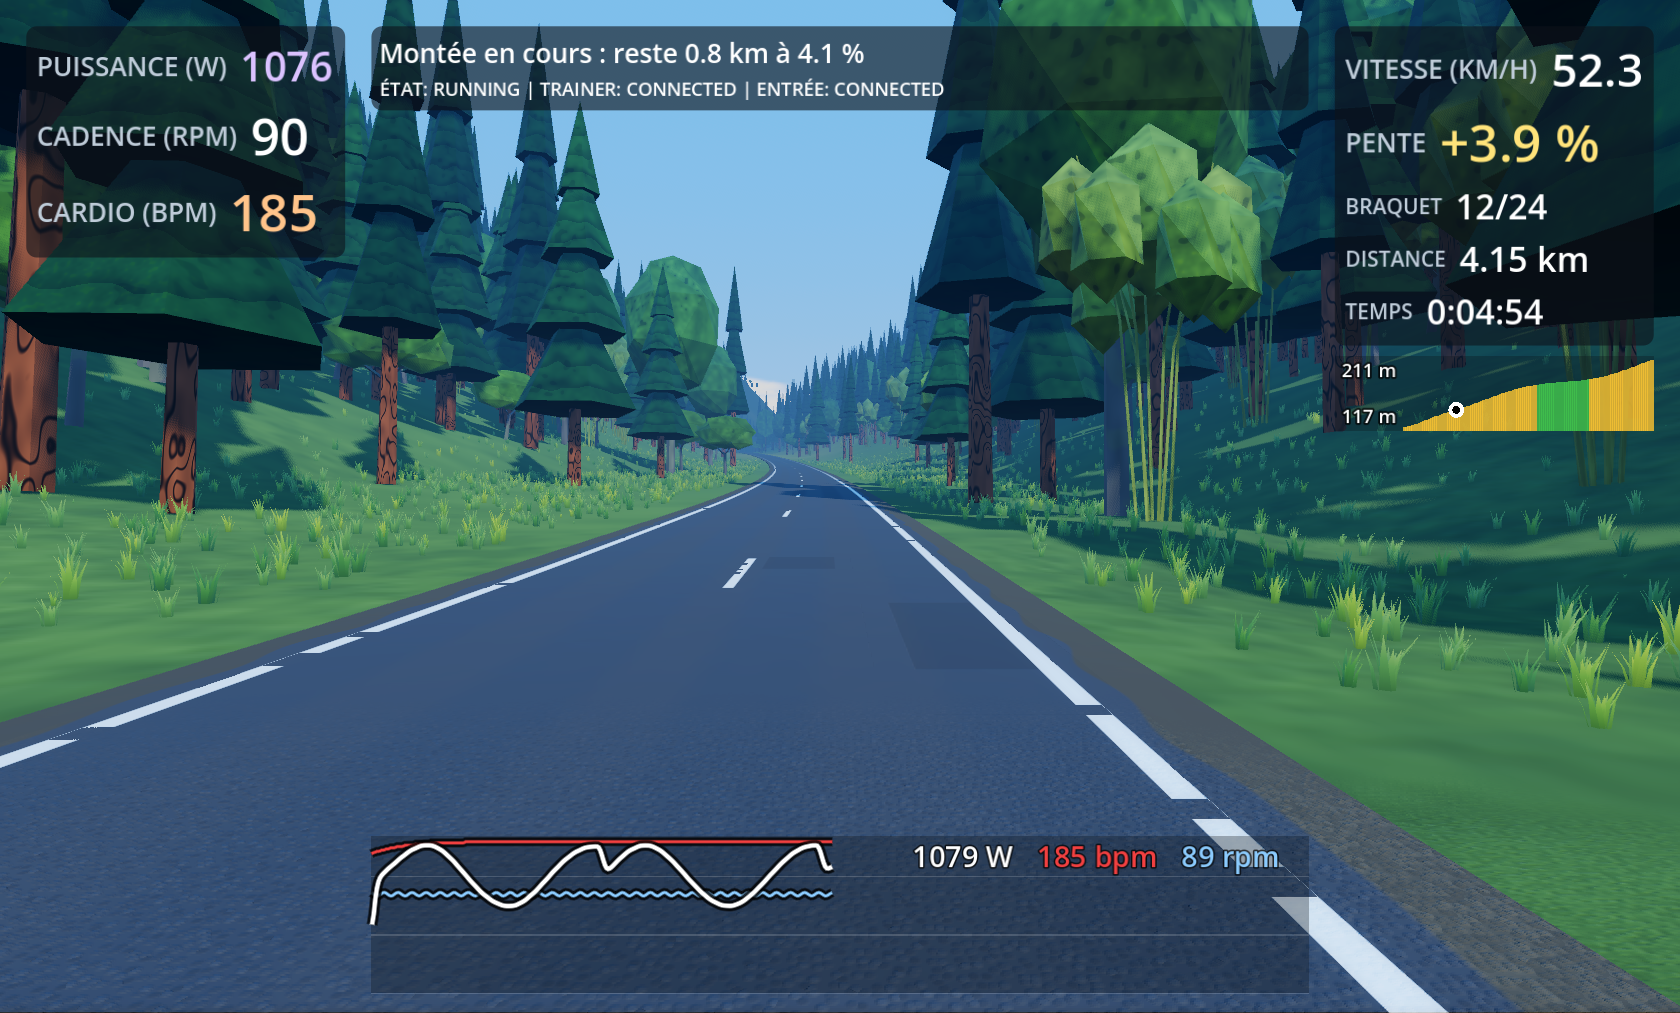 PUISSANCE (W) 1076
CADENCE (RPM) 90
CARDIO (BPM) 185
Montée en cours : reste 0.8 km à 4.1 %
ÉTAT: RUNNING | TRAINER: CONNECTED | ENTRÉE: CONNECTED
VITESSE (KM/H) 52.3
PENTE +3.9 %
BRAQUET 12/24
DISTANCE 4.15 km
TEMPS 0:04:54
211 m
117 m
1079 W 185 bpm 89 rpm